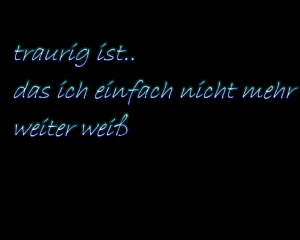 traurig ist..
das ich einfach nicht mehr
weiter weiß